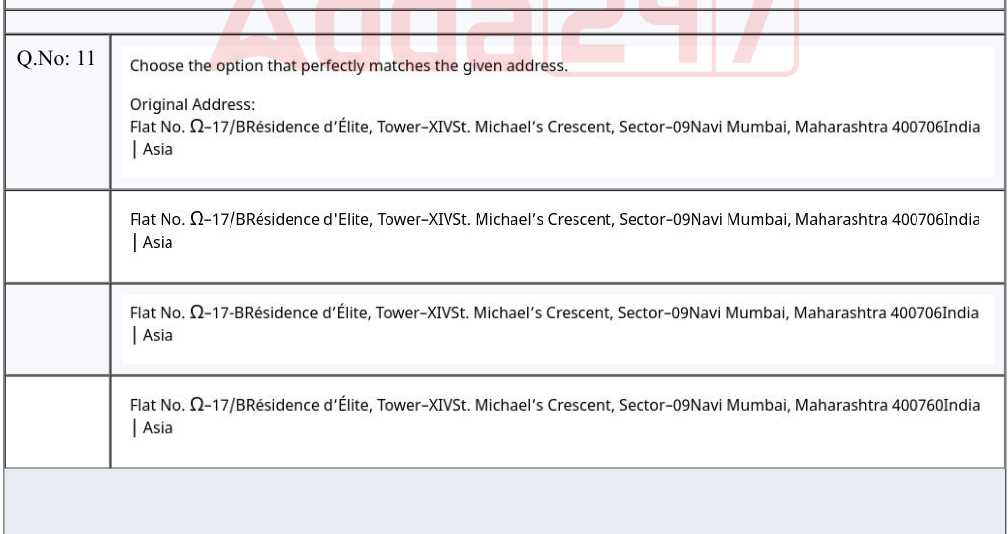 Adda247
Q.No: 11
Choose the option that perfectly matches the given address.
Original Address:
Flat No. Ω–17/BRésidence d’Élite, Tower–XIVSt. Michael’s Crescent, Sector–09Navi Mumbai, Maharashtra 400706India
| Asia
Flat No. Ω–17/BRésidence d'Elite, Tower–XIVSt. Michael’s Crescent, Sector–09Navi Mumbai, Maharashtra 400706India
| Asia
Flat No. Ω–17-BRésidence d’Élite, Tower–XIVSt. Michael’s Crescent, Sector–09Navi Mumbai, Maharashtra 400706India
| Asia
Flat No. Ω–17/BRésidence d’Élite, Tower–XIVSt. Michael’s Crescent, Sector–09Navi Mumbai, Maharashtra 400760India
| Asia